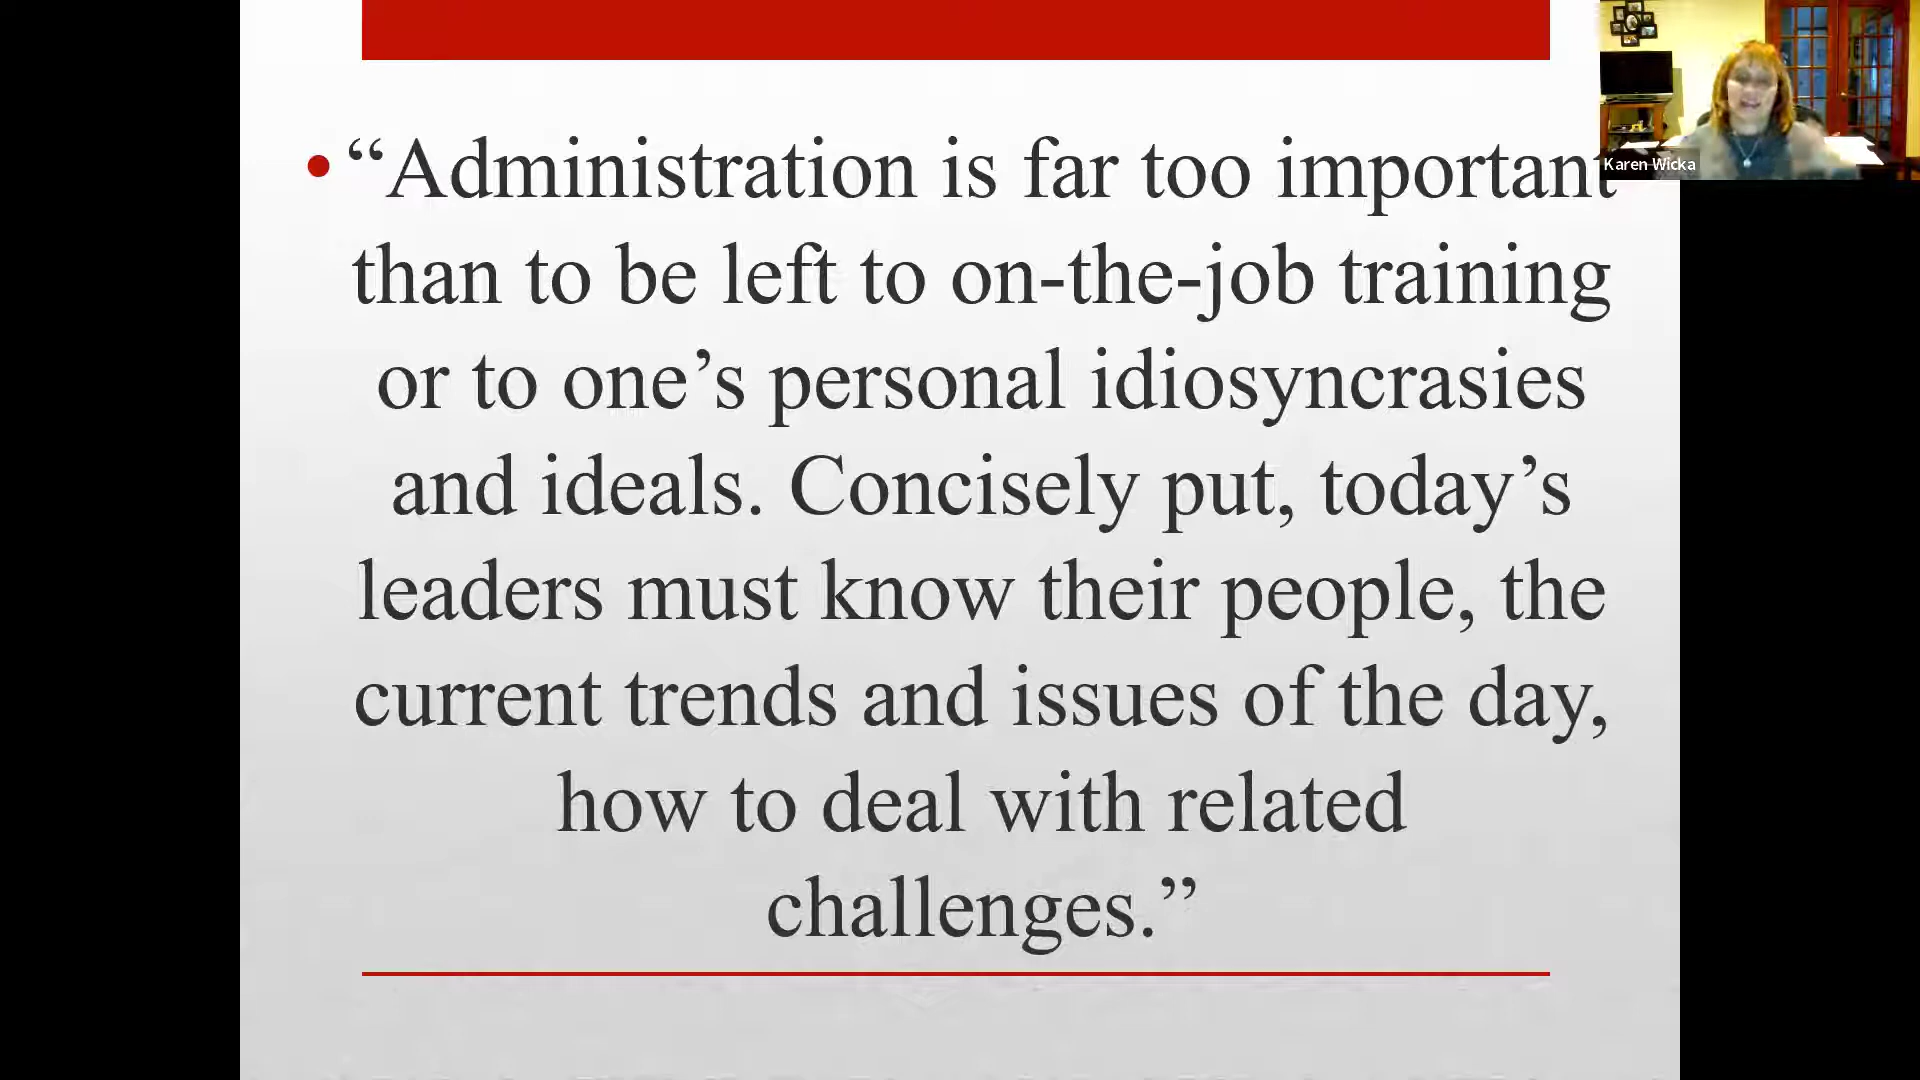 • “Administration is far too important
than to be left to on-the-job training
or to one’s personal idiosyncrasies
and ideals. Concisely put, today’s
leaders must know their people, the
current trends and issues of the day,
how to deal with related
challenges.”
Karen Wicka